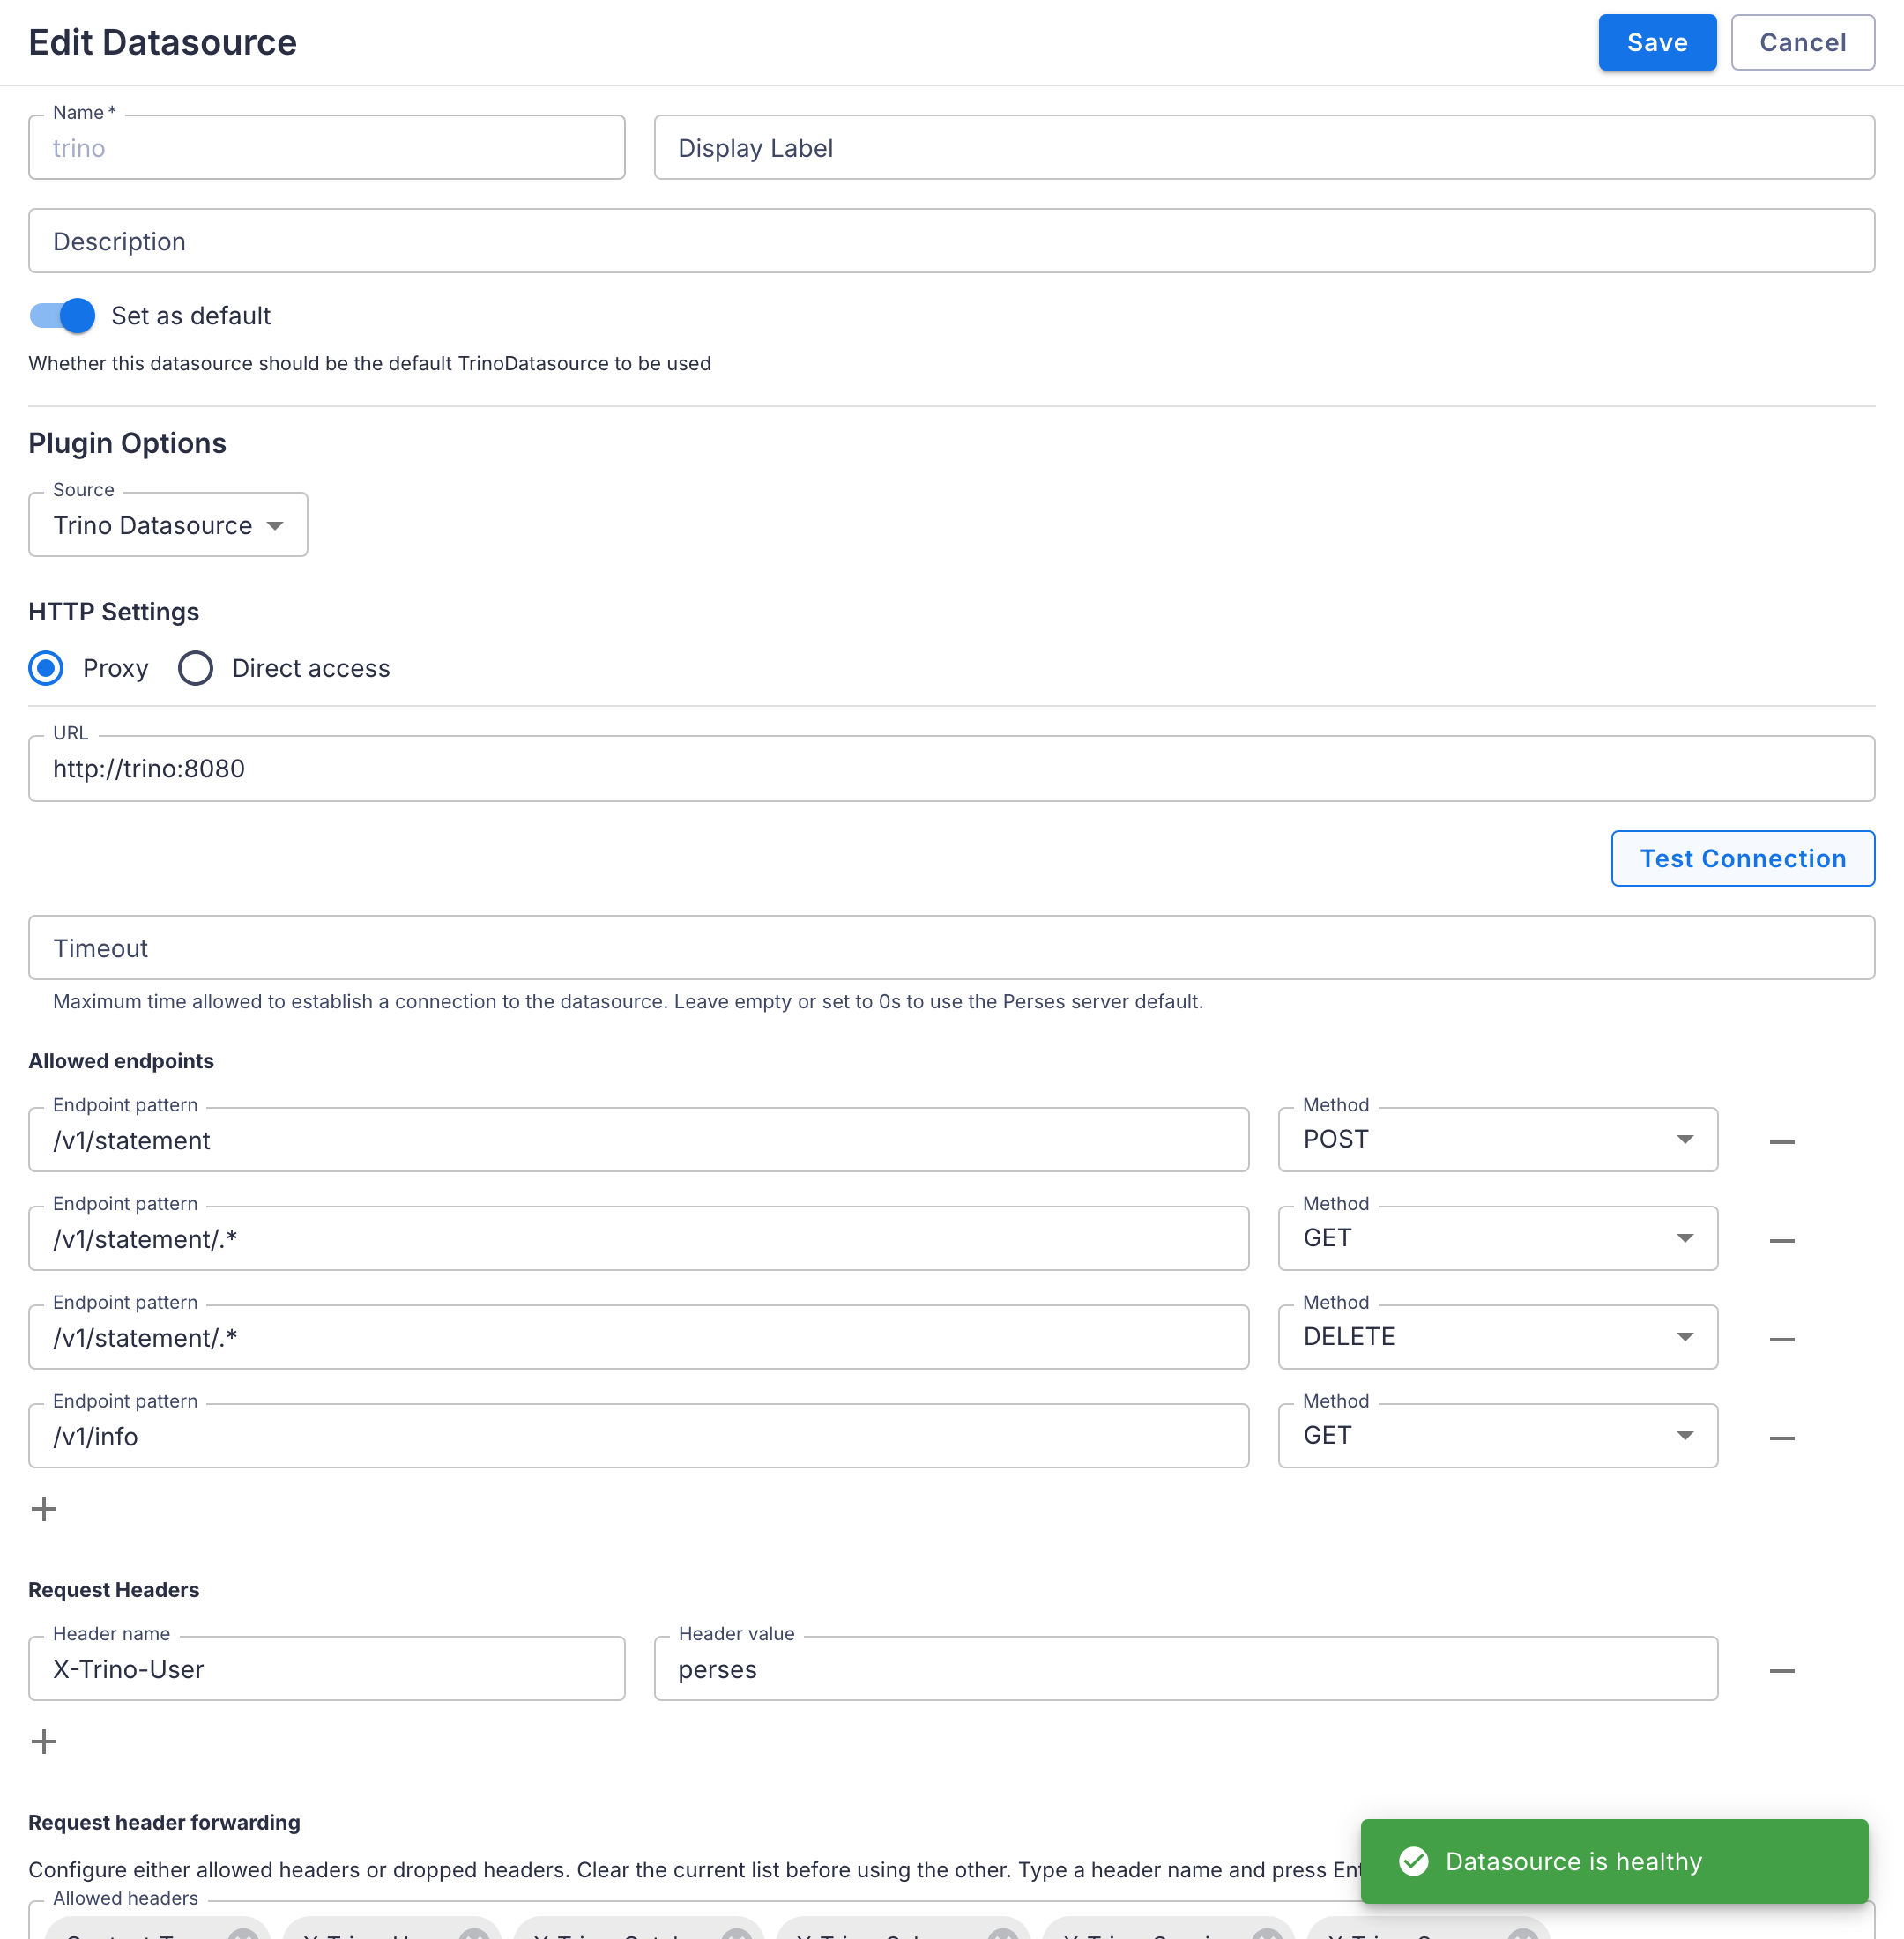 Edit Datasource
Save
Cancel
Name *
trino
Display Label
Description
Set as default
Whether this datasource should be the default TrinoDatasource to be used
Plugin Options
Source
Trino Datasource
HTTP Settings
Proxy
Direct access
URL
http://trino:8080
Test Connection
Timeout
Maximum time allowed to establish a connection to the datasource. Leave empty or set to 0s to use the Perses server default.
Allowed endpoints
Endpoint pattern
/v1/statement
Method
POST
Endpoint pattern
/v1/statement/.*
Method
GET
Endpoint pattern
/v1/statement/.*
Method
DELETE
Endpoint pattern
/v1/info
Method
GET
Request Headers
Header name
X-Trino-User
Header value
perses
Request header forwarding
Configure either allowed headers or dropped headers. Clear the current list before using the other. Type a header name and press
Datasource is healthy
Allowed headers